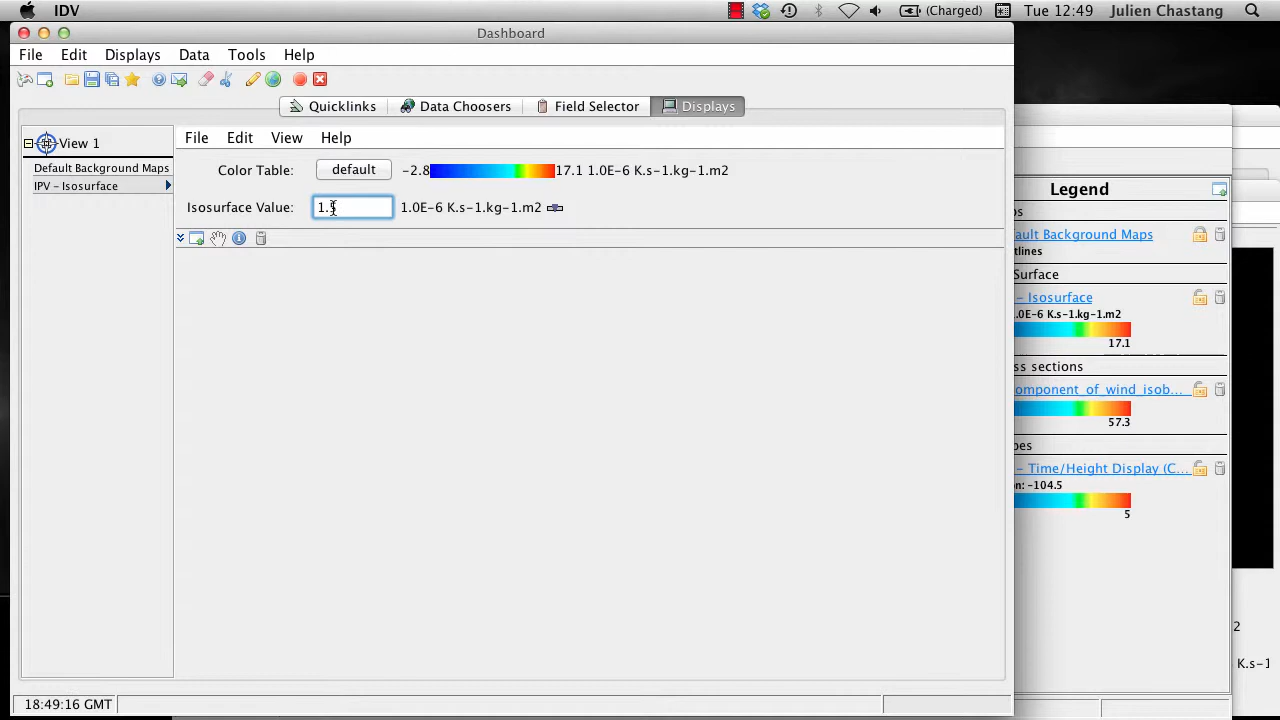 IDV
(Charged)
Tue 12:49
Julien Chastang
Dashboard
File Edit Displays Data Tools Help
Quicklinks
Data Choosers
Field Selector
Displays
View 1
File Edit View Help
Default Background Maps
IPV - Isosurface
Color Table:
default
-2.8
17.1 1.0E-6 K.s-1.kg-1.m2
Isosurface Value:
1.5
1.0E-6 K.s-1.kg-1.m2
Legend
ps
ault Background Maps
tlines
Surface
- Isosurface
.0E-6 K.s-1.kg-1.m2
17.1
ss sections
omponent_of_wind_isob...
57.3
pes
- Time/Height Display (C...
n: -104.5
5
2
K.s-1
18:49:16 GMT